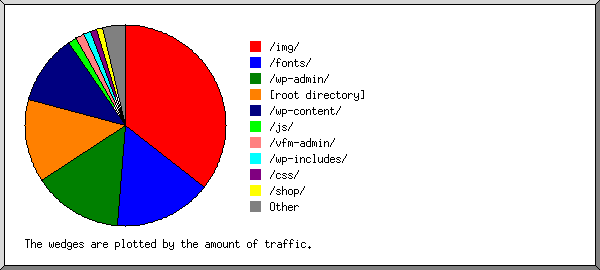 /img/
/fonts/
/wp-admin/
[root directory]
/wp-content/
/js/
/vfm-admin/
/wp-includes/
/css/
/shop/
Other
The wedges are plotted by the amount of traffic.